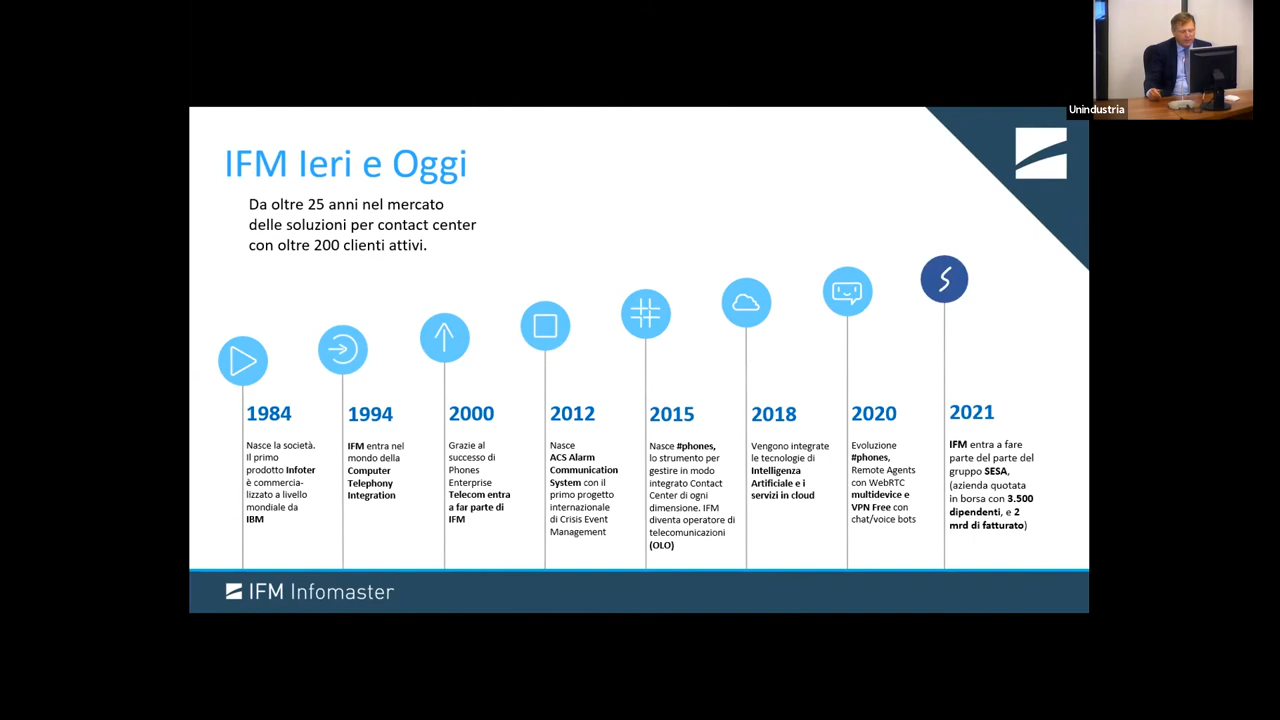 Unindustria
IFM Ieri e Oggi
Da oltre 25 anni nel mercato
delle soluzioni per contact center
con oltre 200 clienti attivi.
1984
Nasce la società.
Il primo
prodotto Infoter
è commercia-
lizzato a livello
mondiale da
IBM
1994
IFM entra nel
mondo della
Computer
Telephony
Integration
2000
Grazie al
successo di
Phones
Enterprise
Telecom entra
a far parte di
IFM
2012
Nasce
ACS Alarm
Communication
System con il
primo progetto
internazionale
di Crisis Event
Management
2015
Nasce #phones,
lo strumento per
gestire in modo
integrato Contact
Center di ogni
dimensione. IFM
diventa operatore di
telecomunicazioni
(OLO)
2018
Vengono integrate
le tecnologie di
Intelligenza
Artificiale e i
servizi in cloud
2020
Evoluzione
#phones,
Remote Agents
con WebRTC
multidevice e
VPN Free con
chat/voice bots
2021
IFM entra a fare
parte del parte del
gruppo SESA,
(azienda quotata
in borsa con 3.500
dipendenti, e 2
mrd di fatturato)
IFM Infomaster